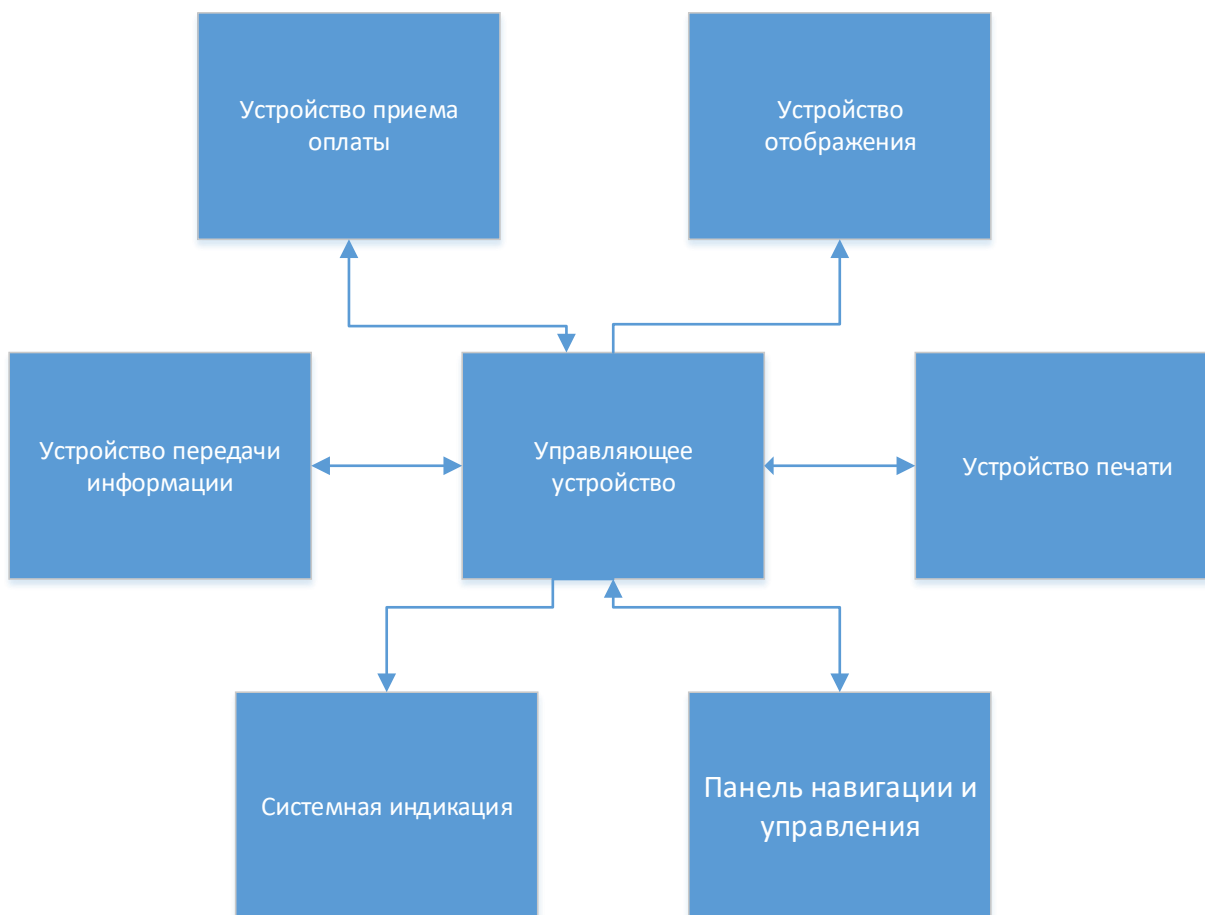 Устройство приема
оплаты
Устройство
отображения
Устройство передачи
информации
Управляющее
устройство
Устройство печати
Системная индикация
Панель навигации и
управления